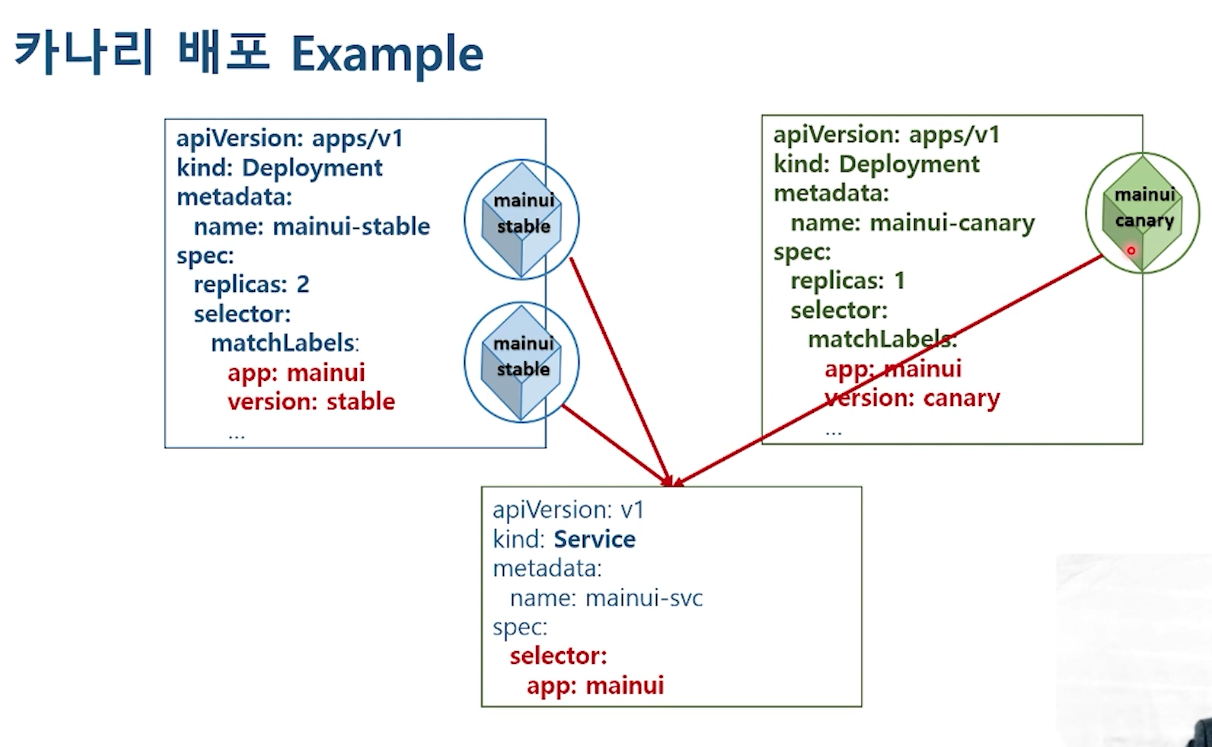 카나리 배포 Example
apiVersion: apps/v1
kind: Deployment
metadata:
name: mainui-stable
spec:
replicas: 2
selector:
matchLabels:
app: mainui
version: stable
...
mainui
stable
mainui
stable
apiVersion: apps/v1
kind: Deployment
metadata:
name: mainui-canary
spec:
replicas: 1
selector:
matchLabels:
app: mainui
version: canary
...
mainui
canary
apiVersion: v1
kind: Service
metadata:
name: mainui-svc
spec:
selector:
app: mainui